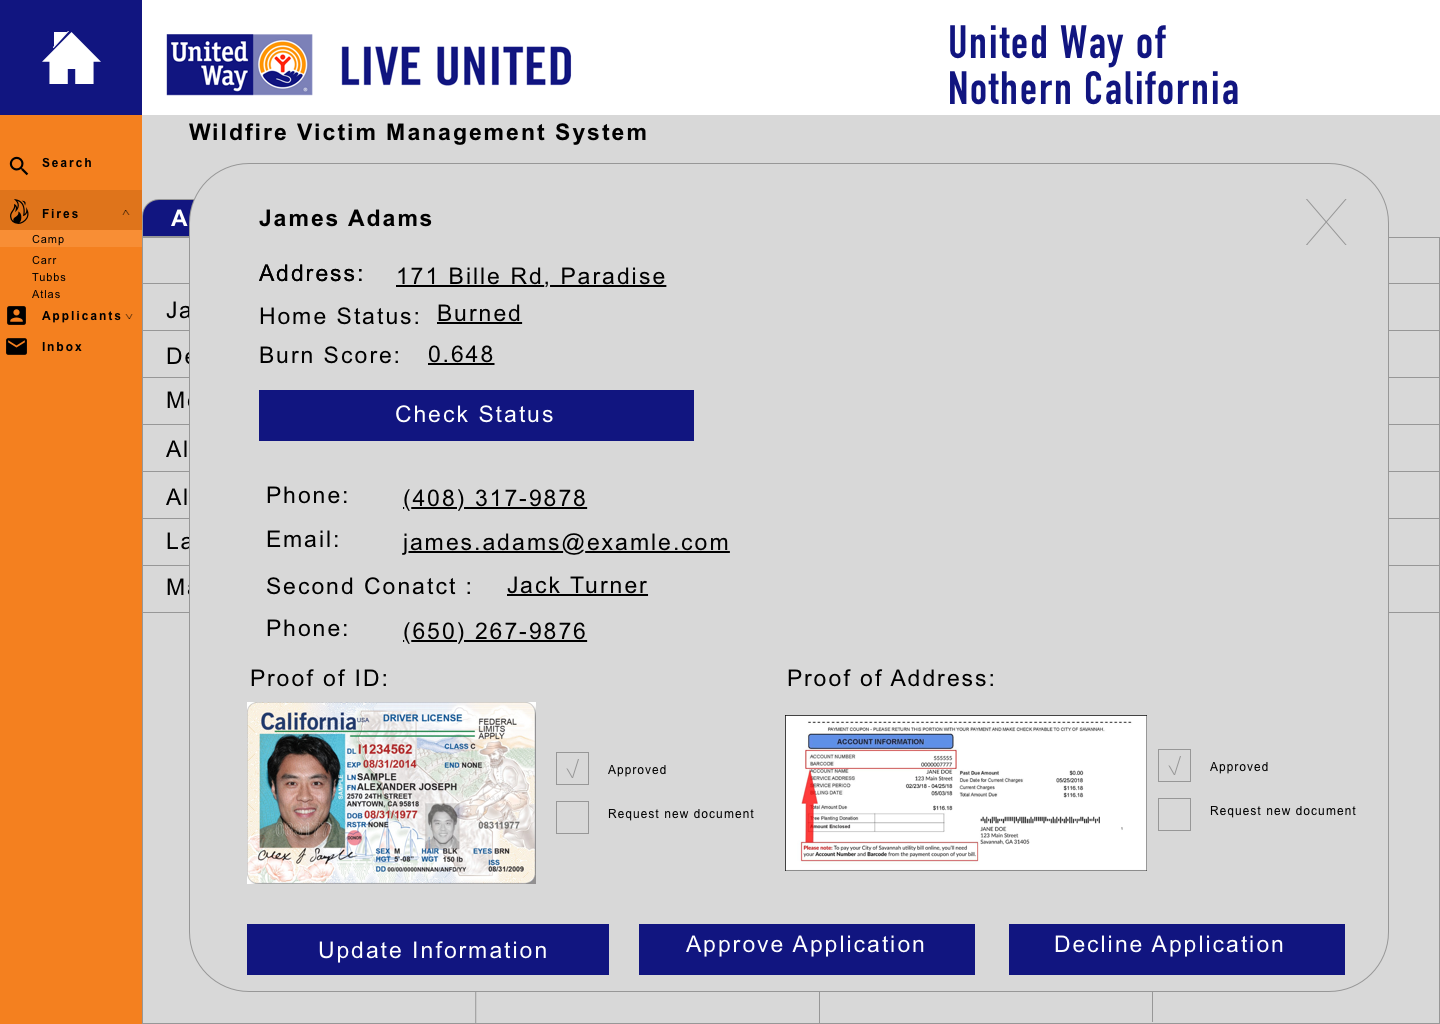 United Way
LIVE UNITED
United Way of
Nothern California
Wildfire Victim Management System
Search
Fires
Camp
Carr
Tubbs
Atlas
Applicants
Inbox
A
Ja
De
Al
Al
La
James Adams
Address: 171 Bille Rd, Paradise
Home Status: Burned
Burn Score: 0.648
Check Status
Phone: (408) 317-9878
Email: james.adams@examle.com
Second Conatct : Jack Turner
Phone: (650) 267-9876
Proof of ID:
California USA DRIVER LICENSE
FEDERAL
LIMITS
APPLY
DL I1234562 CLASS C
EXP 08/31/2014 END NONE
LN SAMPLE
FN ALEXANDER JOSEPH
2570 24TH STREET
ANYTOWN, CA 95818
DOB 08/31/1977
RSTR NONE 08311977
DONOR
Alex J Sample
SEX M HAIR BLK EYES BRN
HGT 5'-08" WGT 150 lb ISS
DD 00/00/0000NNNAN/ANFD/YY 08/31/2009
Approved
Request new document
Proof of Address:
PAYMENT COUPON - PLEASE RETURN THIS PORTION WITH YOUR PAYMENT AND MAKE CHECK PAYABLE TO CITY OF SAVANNAH.
ACCOUNT INFORMATION
ACCOUNT NUMBER 555555
BARCODE 0000007777
ACCOUNT NAME JANE DOE
SERVICE ADDRESS 123 Main Street
SERVICE PERIOD 02/23/18 - 04/25/18
BILLING DATE 05/03/18
Total Amount Due $116.18
Tree Planting Donation
Amount Enclosed
Past Due Amount $0.00
Due Date for Current Charges 05/25/2018
Current Charges $116.18
Total Amount Due $116.18
JANE DOE
123 Main Street
Savannah, GA 31405
Please note: To pay your City of Savannah utility bill online, you'll need
your Account Number and Barcode from the payment coupon of your bill.
Approved
Request new document
Update Information
Approve Application
Decline Application